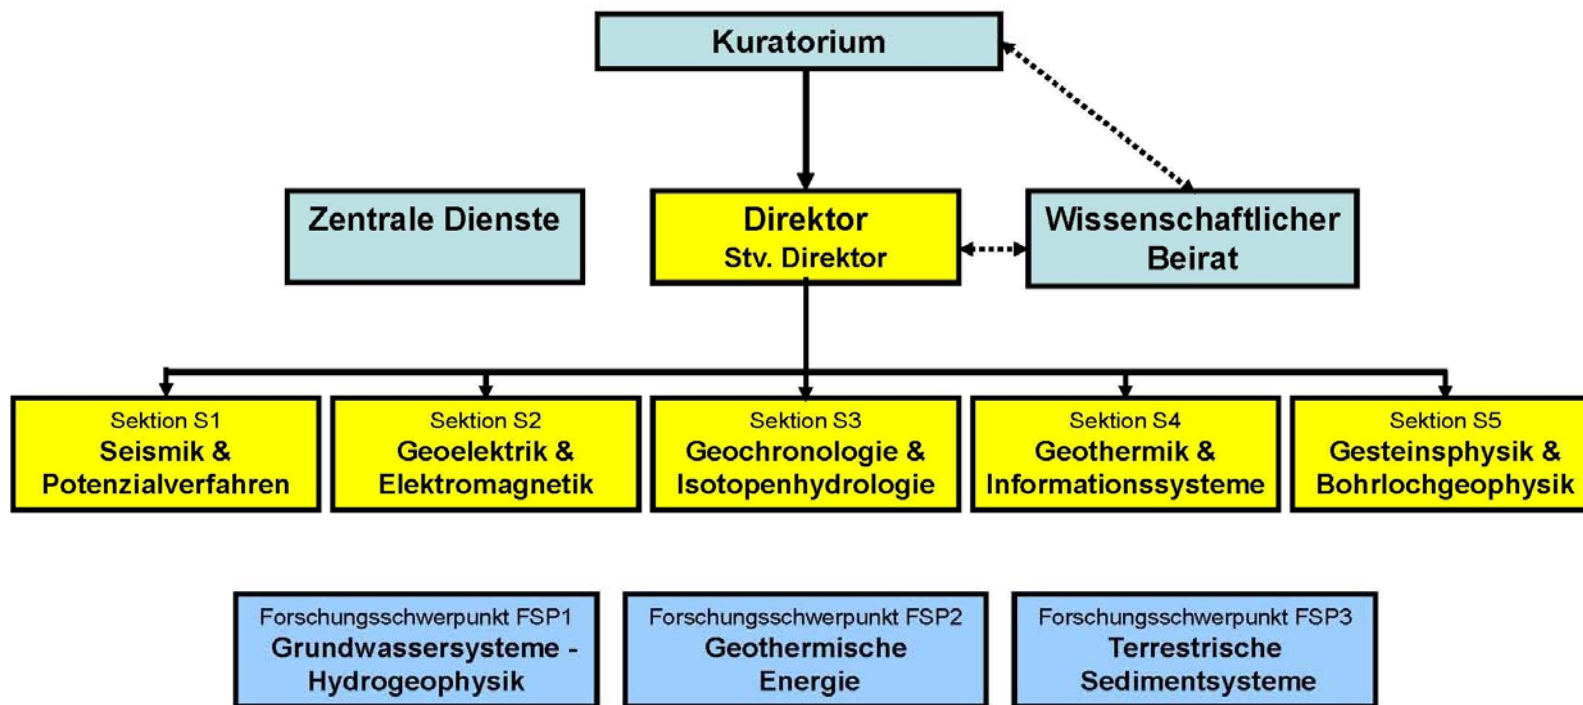 Kuratorium
Zentrale Dienste
Direktor
Stv. Direktor
Wissenschaftlicher
Beirat
Sektion S1
Seismik &
Potenzialverfahren
Sektion S2
Geoelektrik &
Elektromagnetik
Sektion S3
Geochronologie &
Isotopenhydrologie
Sektion S4
Geothermik &
Informationssysteme
Sektion S5
Gesteinsphysik &
Bohrlochgeophysik
Forschungsschwerpunkt FSP1
Grundwassersysteme -
Hydrogeophysik
Forschungsschwerpunkt FSP2
Geothermische
Energie
Forschungsschwerpunkt FSP3
Terrestrische
Sedimentsysteme